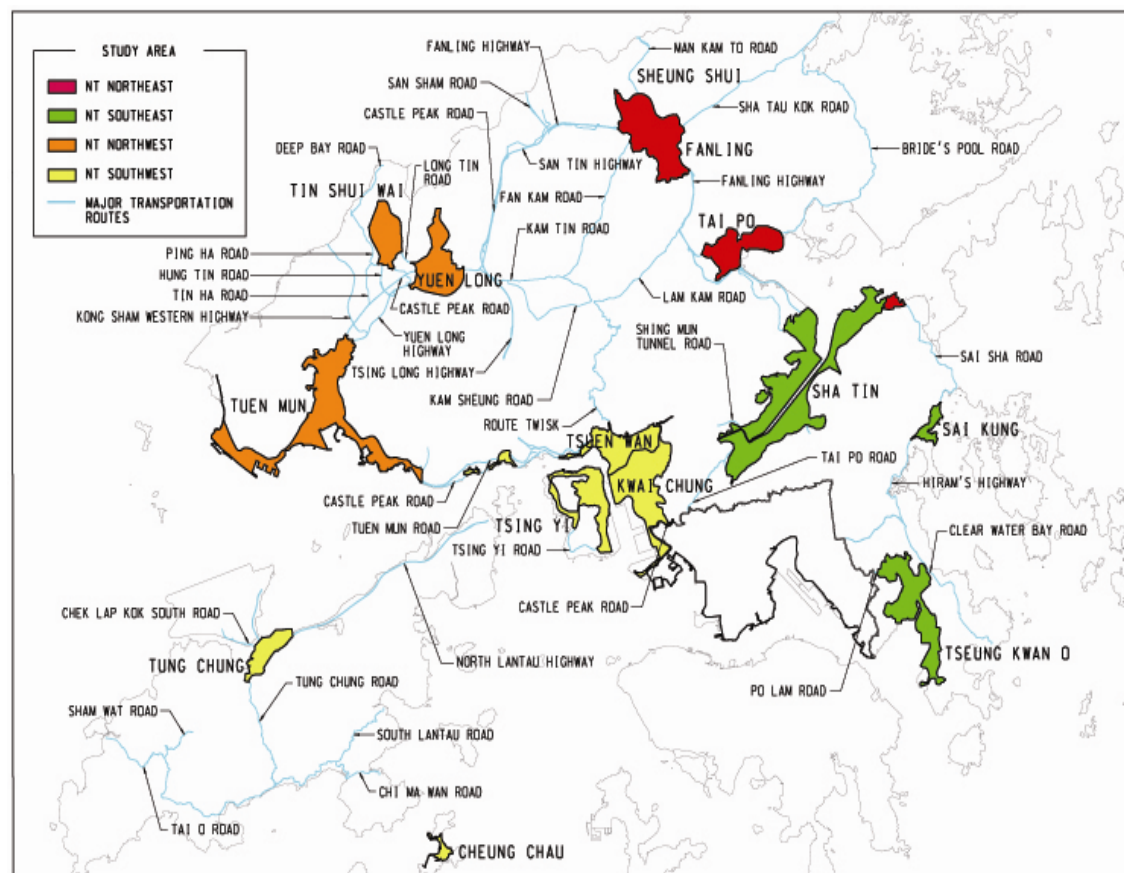 STUDY AREA
NT NORTHEAST
NT SOUTHEAST
NT NORTHWEST
NT SOUTHWEST
MAJOR TRANSPORTATION
ROUTES
FANLING HIGHWAY
MAN KAM TO ROAD
SAN SHAM ROAD
SHEUNG SHUI
CASTLE PEAK ROAD
SHA TAU KOK ROAD
DEEP BAY ROAD
LONG TIN
ROAD
SAN TIN HIGHWAY
FANLING
BRIDE'S POOL ROAD
TIN SHUI WAI
FAN KAM ROAD
FANLING HIGHWAY
TAI PO
PING HA ROAD
KAM TIN ROAD
HUNG TIN ROAD
YUEN LONG
TIN HA ROAD
CASTLE PEAK ROAD
LAM KAM ROAD
KONG SHAM WESTERN HIGHWAY
YUEN LONG
HIGHWAY
SHING MUN
TUNNEL ROAD
SAI SHA ROAD
TSING LONG HIGHWAY
SHA TIN
TUEN MUN
KAM SHEUNG ROAD
ROUTE TWISK
SAI KUNG
TSUEN WAN
TAI PO ROAD
KWAI CHUNG
HIRAM'S HIGHWAY
CASTLE PEAK ROAD
TUEN MUN ROAD
TSING YI
CLEAR WATER BAY ROAD
TSING YI ROAD
CASTLE PEAK ROAD
CHEK LAP KOK SOUTH ROAD
TUNG CHUNG
NORTH LANTAU HIGHWAY
TSEUNG KWAN O
TUNG CHUNG ROAD
PO LAM ROAD
SHAM WAT ROAD
SOUTH LANTAU ROAD
CHI MA WAN ROAD
TAI O ROAD
CHEUNG CHAU